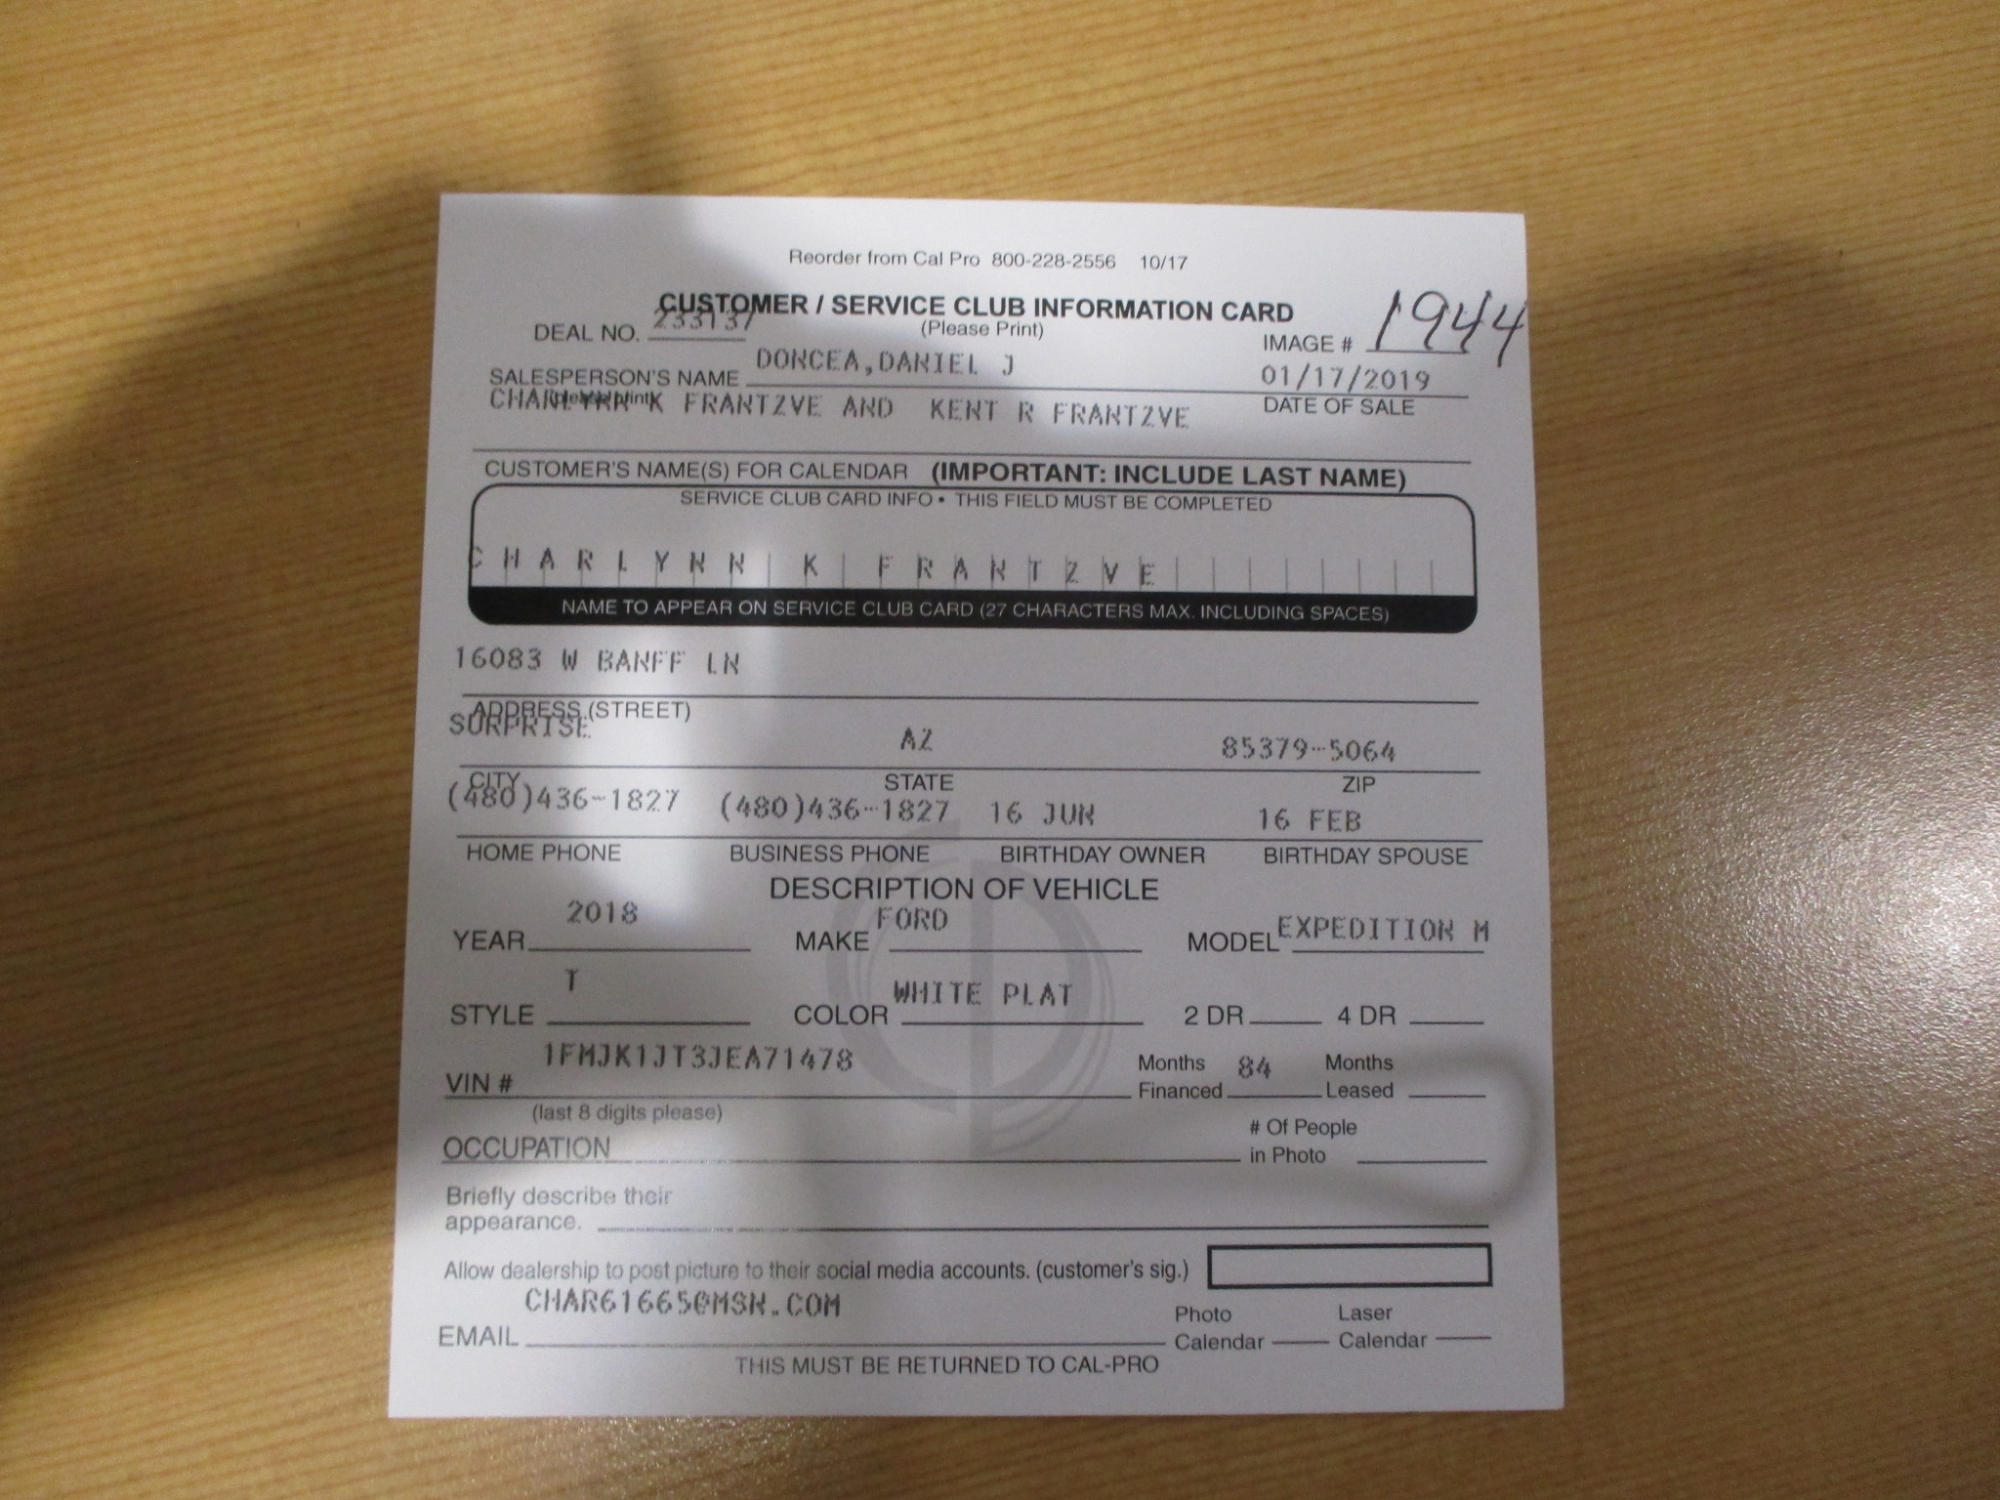 Reorder from Cal Pro 800-228-2556 10/17
CUSTOMER / SERVICE CLUB INFORMATION CARD
DEAL NO. 233137 (Please Print) IMAGE # 1944
SALESPERSON'S NAME DONCEA,DANIEL J 01/17/2019
(please print) DATE OF SALE
CHARLYNN K FRANTZVE AND KENT R FRANTZVE
CUSTOMER'S NAME(S) FOR CALENDAR (IMPORTANT: INCLUDE LAST NAME)
SERVICE CLUB CARD INFO • THIS FIELD MUST BE COMPLETED
CHARLYNN K FRANTZVE
NAME TO APPEAR ON SERVICE CLUB CARD (27 CHARACTERS MAX. INCLUDING SPACES)
16083 W BANFF LN
ADDRESS (STREET)
SURPRISE AZ 85379-5064
CITY STATE ZIP
(480)436-1827 (480)436-1827 16 JUN 16 FEB
HOME PHONE BUSINESS PHONE BIRTHDAY OWNER BIRTHDAY SPOUSE
DESCRIPTION OF VEHICLE
YEAR 2018 MAKE FORD MODEL EXPEDITION M
STYLE T COLOR WHITE PLAT 2 DR 4 DR
VIN # 1FMJK1JT3JEA71478 Months Financed 84 Months Leased
(last 8 digits please)
OCCUPATION # Of People in Photo
Briefly describe their
appearance.
Allow dealership to post picture to their social media accounts. (customer's sig.)
EMAIL CHAR61665@MSN.COM Photo Calendar Laser Calendar
THIS MUST BE RETURNED TO CAL-PRO